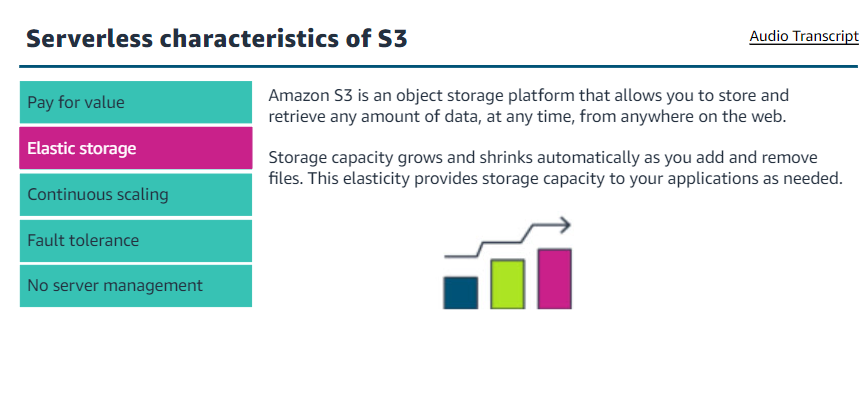 Serverless characteristics of S3
Audio Transcript
Pay for value
Elastic storage
Continuous scaling
Fault tolerance
No server management
Amazon S3 is an object storage platform that allows you to store and
retrieve any amount of data, at any time, from anywhere on the web.
Storage capacity grows and shrinks automatically as you add and remove
files. This elasticity provides storage capacity to your applications as needed.